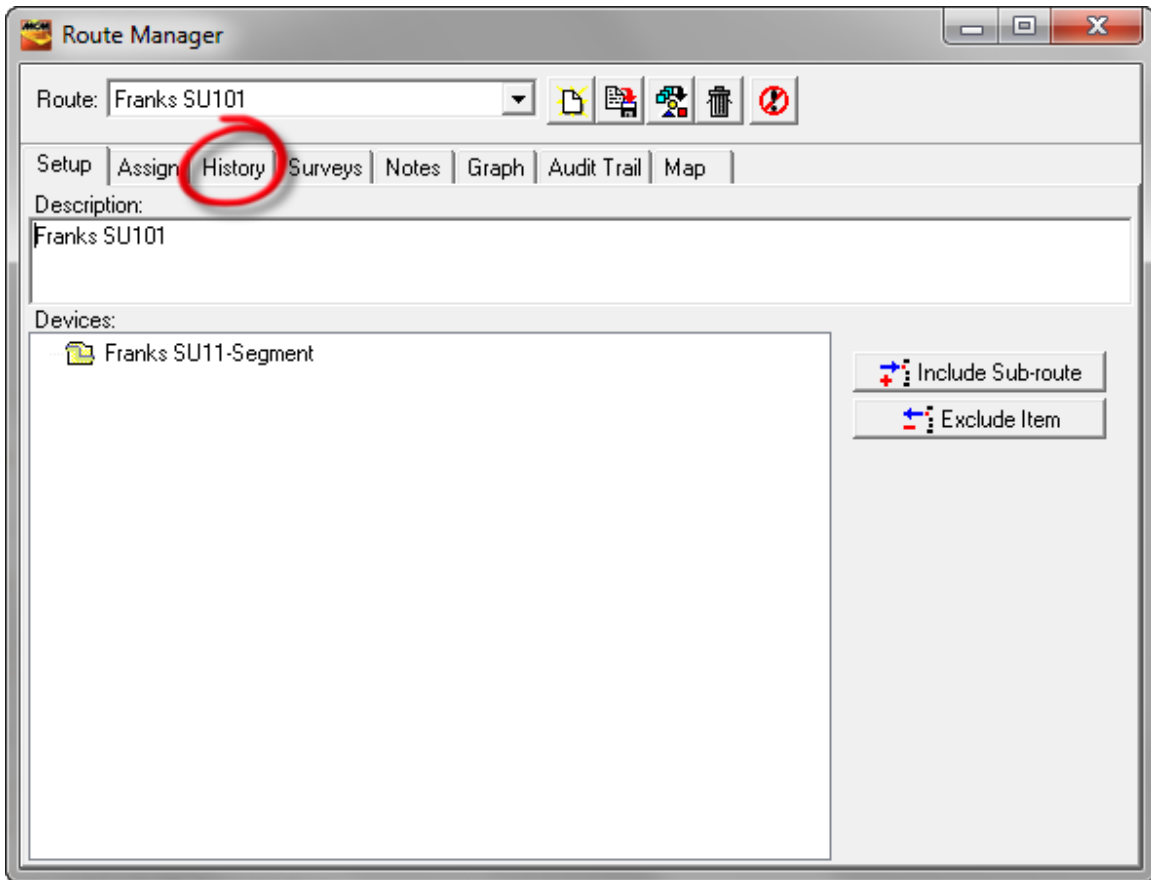 MCM
Route Manager
Route: Franks SU101
Setup Assign History Surveys Notes Graph Audit Trail Map
Description:
Franks SU101
Devices:
Franks SU11-Segment
Include Sub-route
Exclude Item